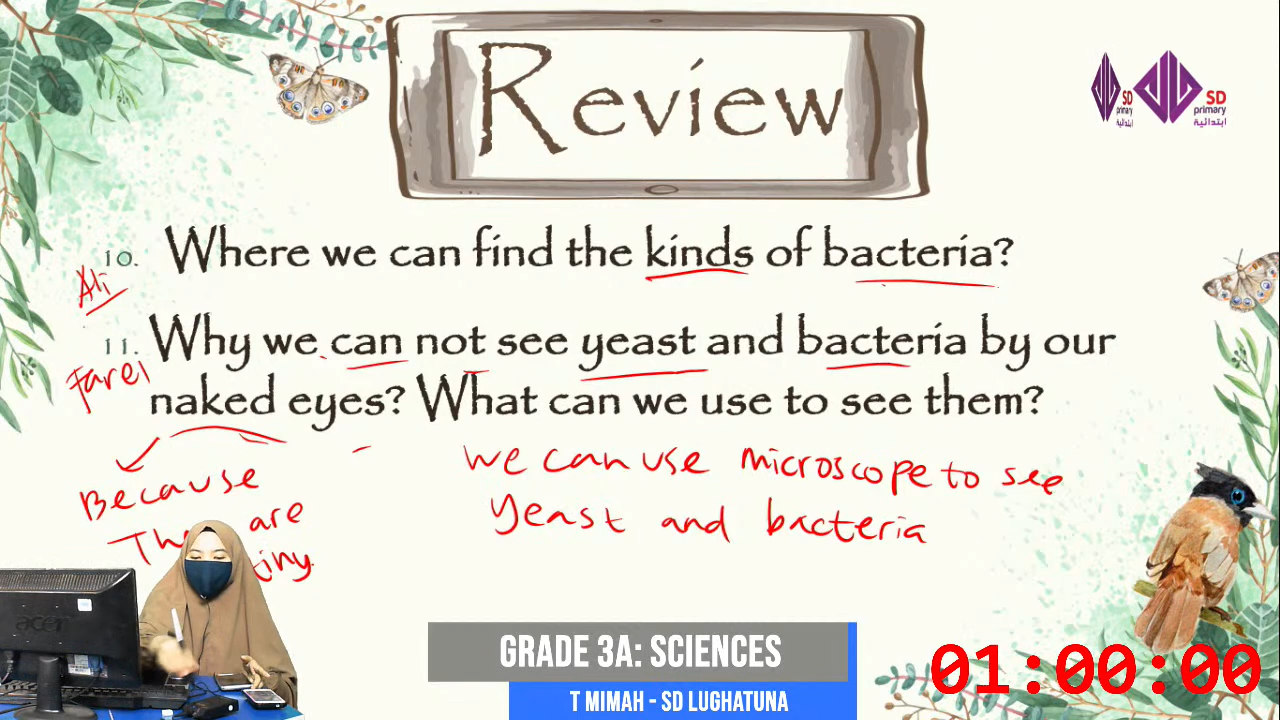 Review
SD
primary
ابتدائية
SD
primary
ابتدائية
10. Where we can find the kinds of bacteria?
Ali
11. Why we can not see yeast and bacteria by our
Farel
naked eyes? What can we use to see them?
Because
are
tiny.
we can use microscope to see
Yeast and bacteria
acer
GRADE 3A: SCIENCES
T MIMAH - SD LUGHATUNA
01:00:00